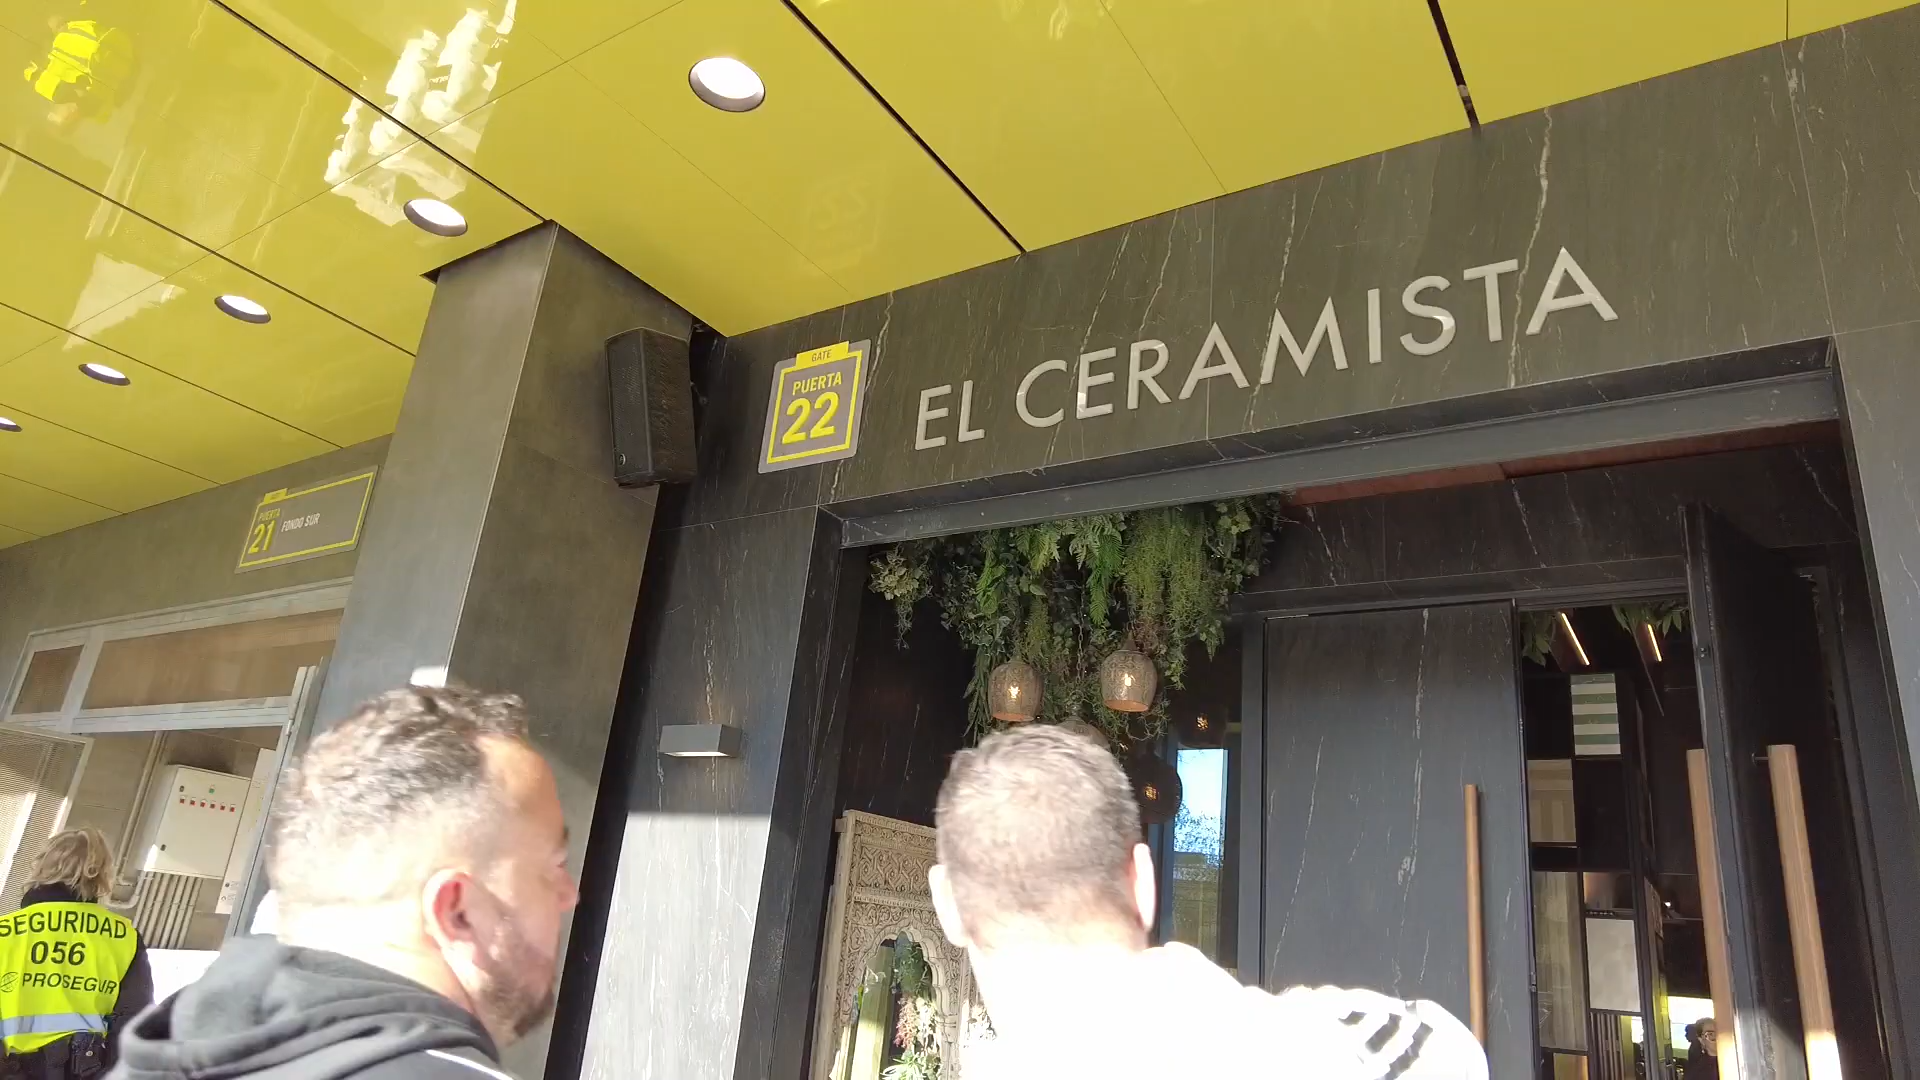 GATE
PUERTA
22
EL CERAMISTA
PUERTA
21
FONDO SUR
SEGURIDAD
056
PROSEGUR